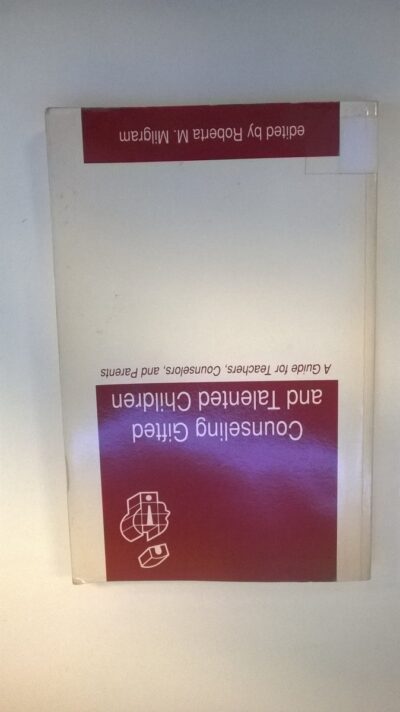 Counseling Gifted
and Talented Children
A Guide for Teachers, Counselors, and Parents
edited by Roberta M. Milgram